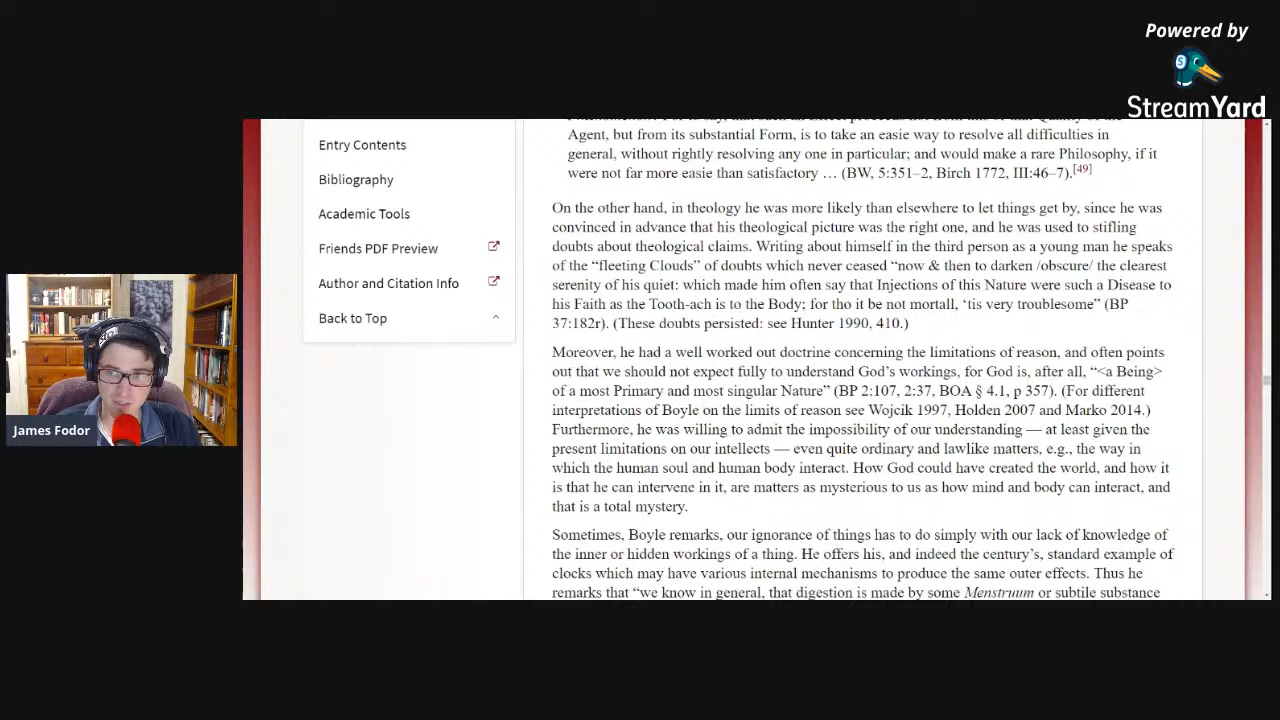 Powered by
StreamYard
Entry Contents
Bibliography
Academic Tools
Friends PDF Preview
Author and Citation Info
Back to Top
James Fodor
Agent, but from its substantial Form, is to take an easie way to resolve all difficulties in
general, without rightly resolving any one in particular; and would make a rare Philosophy, if it
were not far more easie than satisfactory … (BW, 5:351–2, Birch 1772, III:46–7).[49]
On the other hand, in theology he was more likely than elsewhere to let things get by, since he was
convinced in advance that his theological picture was the right one, and he was used to stifling
doubts about theological claims. Writing about himself in the third person as a young man he speaks
of the “fleeting Clouds” of doubts which never ceased “now & then to darken /obscure/ the clearest
serenity of his quiet: which made him often say that Injections of this Nature were such a Disease to
his Faith as the Tooth-ach is to the Body; for tho it be not mortall, ‘tis very troublesome” (BP
37:182r). (These doubts persisted: see Hunter 1990, 410.)
Moreover, he had a well worked out doctrine concerning the limitations of reason, and often points
out that we should not expect fully to understand God’s workings, for God is, after all, “<a Being>
of a most Primary and most singular Nature” (BP 2:107, 2:37, BOA § 4.1, p 357). (For different
interpretations of Boyle on the limits of reason see Wojcik 1997, Holden 2007 and Marko 2014.)
Furthermore, he was willing to admit the impossibility of our understanding — at least given the
present limitations on our intellects — even quite ordinary and lawlike matters, e.g., the way in
which the human soul and human body interact. How God could have created the world, and how it
is that he can intervene in it, are matters as mysterious to us as how mind and body can interact, and
that is a total mystery.
Sometimes, Boyle remarks, our ignorance of things has to do simply with our lack of knowledge of
the inner or hidden workings of a thing. He offers his, and indeed the century’s, standard example of
clocks which may have various internal mechanisms to produce the same outer effects. Thus he
remarks that “we know in general, that digestion is made by some Menstruum or subtile substance